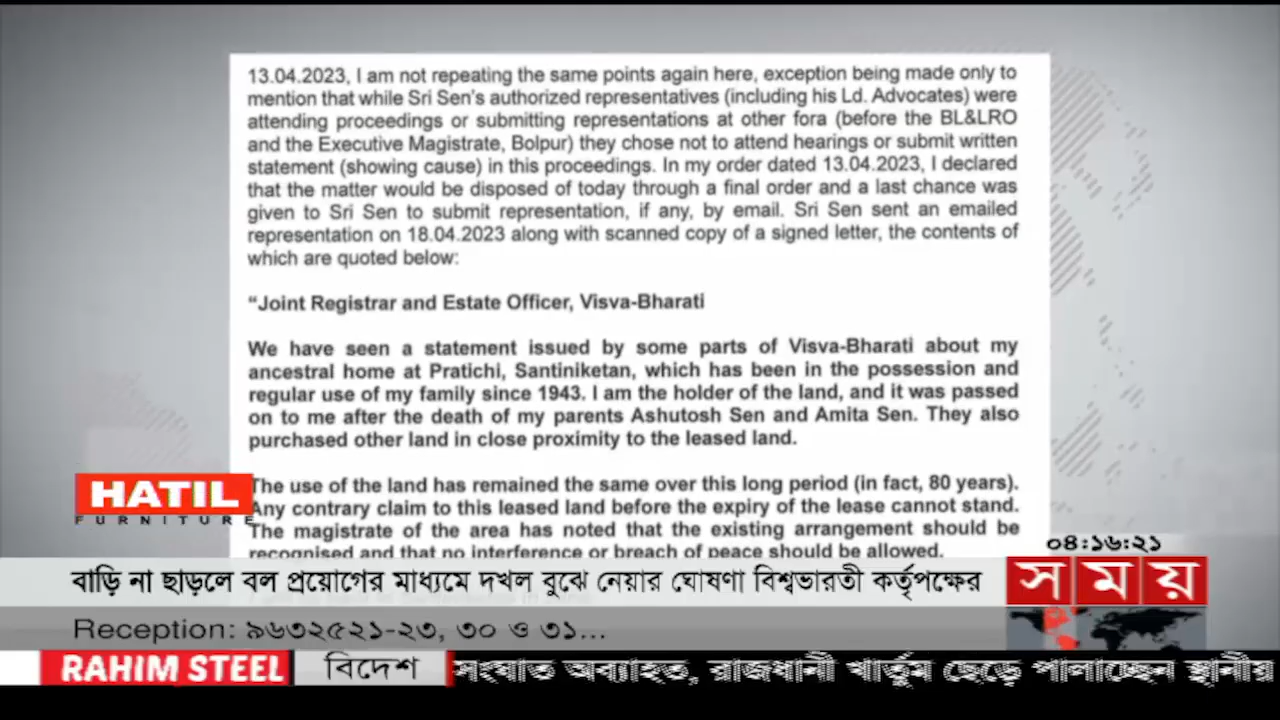 13.04.2023, I am not repeating the same points again here, exception being made only to
mention that while Sri Sen's authorized representatives (including his Ld. Advocates) were
attending proceedings or submitting representations at other fora (before the BL&LRO
and the Executive Magistrate, Bolpur) they chose not to attend hearings or submit written
statement (showing cause) in this proceedings. In my order dated 13.04.2023, I declared
that the matter would be disposed of today through a final order and a last chance was
given to Sri Sen to submit representation, if any, by email. Sri Sen sent an emailed
representation on 18.04.2023 along with scanned copy of a signed letter, the contents of
which are quoted below:
"Joint Registrar and Estate Officer, Visva-Bharati
We have seen a statement issued by some parts of Visva-Bharati about my
ancestral home at Pratichi, Santiniketan, which has been in the possession and
regular use of my family since 1943. I am the holder of the land, and it was passed
on to me after the death of my parents Ashutosh Sen and Amita Sen. They also
purchased other land in close proximity to the leased land.
The use of the land has remained the same over this long period (in fact, 80 years).
Any contrary claim to this leased land before the expiry of the lease cannot stand.
The magistrate of the area has noted that the existing arrangement should be
recognised and that no interference or breach of peace should be allowed.
HATIL
FURNITURE
০৪:১৬:২১
বাড়ি না ছাড়লে বল প্রয়োগের মাধ্যমে দখল বুঝে নেয়ার ঘোষণা বিশ্বভারতী কর্তৃপক্ষের
সময়
Reception: ৯৬৩২৫২১-২৩, ৩০ ও ৩১...
RAHIM STEEL
বিদেশ
সংঘাত অব্যাহত, রাজধানী খার্তুম ছেড়ে পালাচ্ছেন স্থানীয়